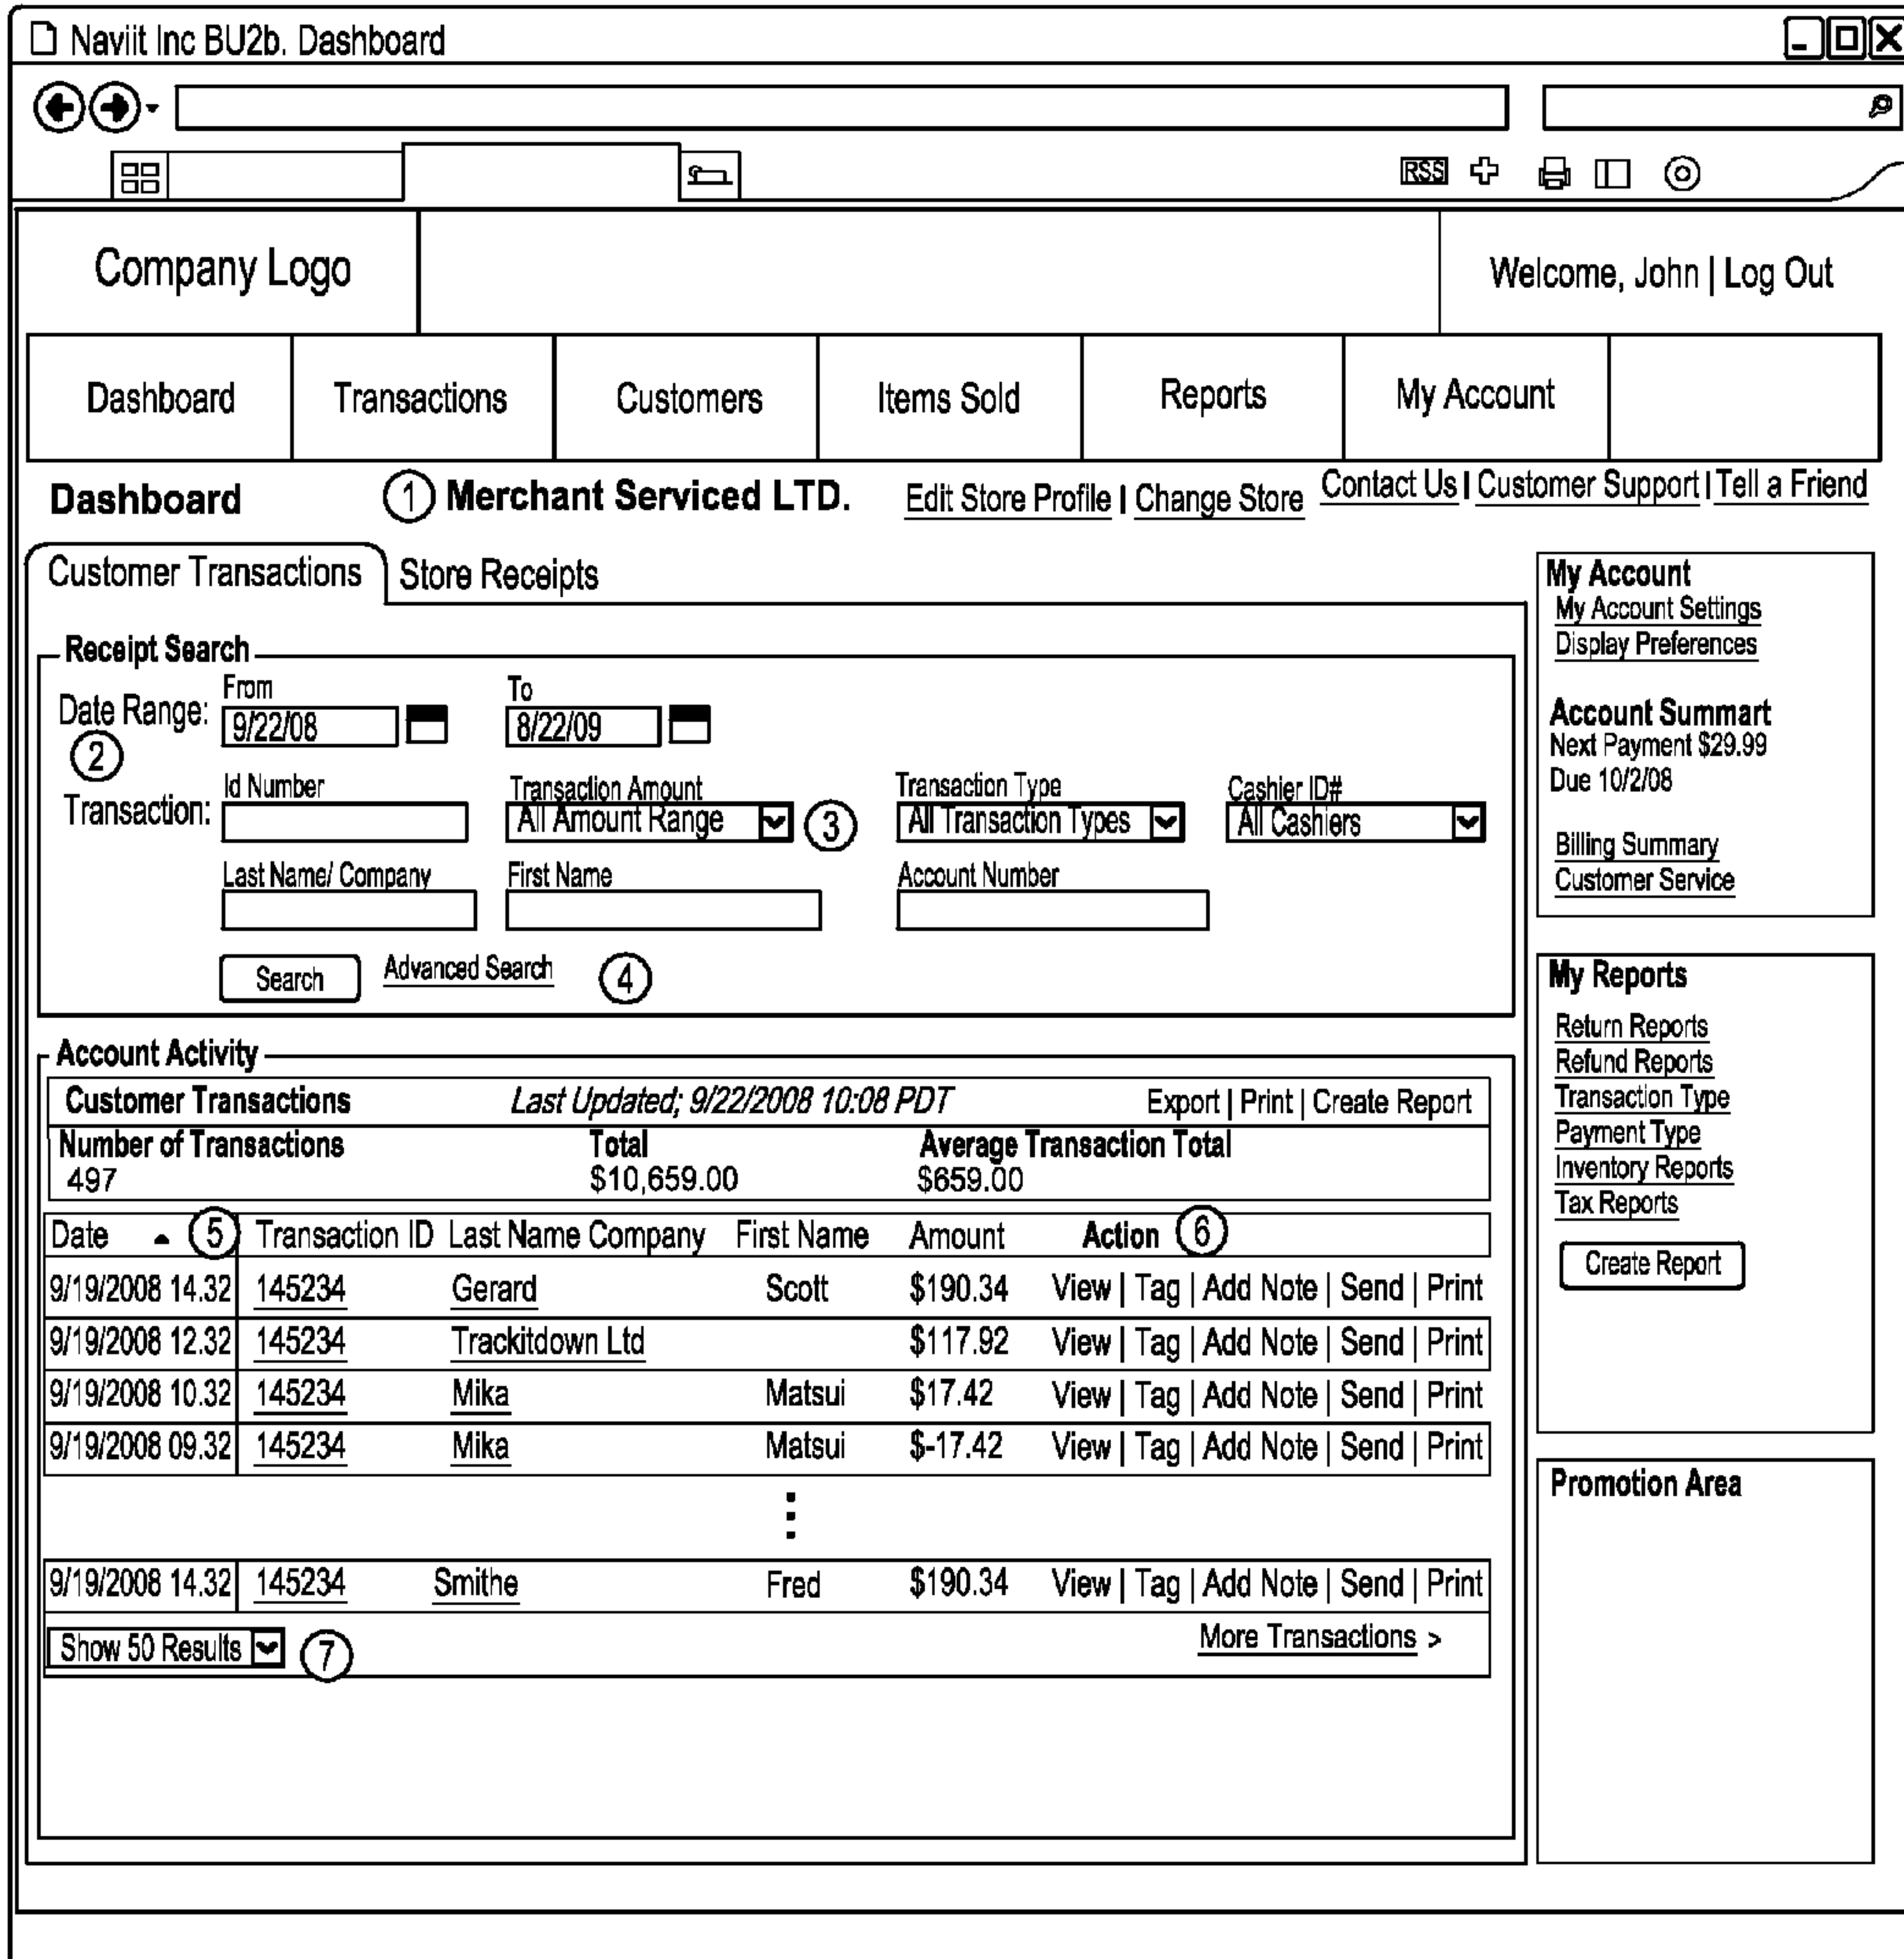 Naviit Inc BU2b. Dashboard
RSS
Company Logo
Welcome, John | Log Out
Dashboard Transactions Customers Items Sold Reports My Account
Dashboard 1 Merchant Serviced LTD. Edit Store Profile | Change Store Contact Us | Customer Support | Tell a Friend
Customer Transactions Store Receipts
Receipt Search
From To
Date Range: 9/22/08 8/22/09
2
Id Number Transaction Amount Transaction Type Cashier ID#
Transaction: All Amount Range 3 All Transaction Types All Cashiers
Last Name/ Company First Name Account Number
Search Advanced Search 4
Account Activity
Customer Transactions Last Updated; 9/22/2008 10:08 PDT Export | Print | Create Report
Number of Transactions Total Average Transaction Total
497 $10,659.00 $659.00
Date 5 Transaction ID Last Name Company First Name Amount Action 6
9/19/2008 14.32 145234 Gerard Scott $190.34 View | Tag | Add Note | Send | Print
9/19/2008 12.32 145234 Trackitdown Ltd $117.92 View | Tag | Add Note | Send | Print
9/19/2008 10.32 145234 Mika Matsui $17.42 View | Tag | Add Note | Send | Print
9/19/2008 09.32 145234 Mika Matsui $-17.42 View | Tag | Add Note | Send | Print
9/19/2008 14.32 145234 Smithe Fred $190.34 View | Tag | Add Note | Send | Print
Show 50 Results 7 More Transactions >
My Account
My Account Settings
Display Preferences
Account Summart
Next Payment $29.99
Due 10/2/08
Billing Summary
Customer Service
My Reports
Return Reports
Refund Reports
Transaction Type
Payment Type
Inventory Reports
Tax Reports
Create Report
Promotion Area